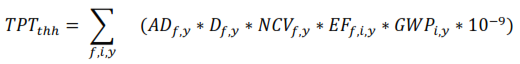 TPT_thh = ∑_{f,i,y} (AD_{f,y} * D_{f,y} * NCV_{f,y} * EF_{f,i,y} * GWP_{i,y} * 10^{-9})